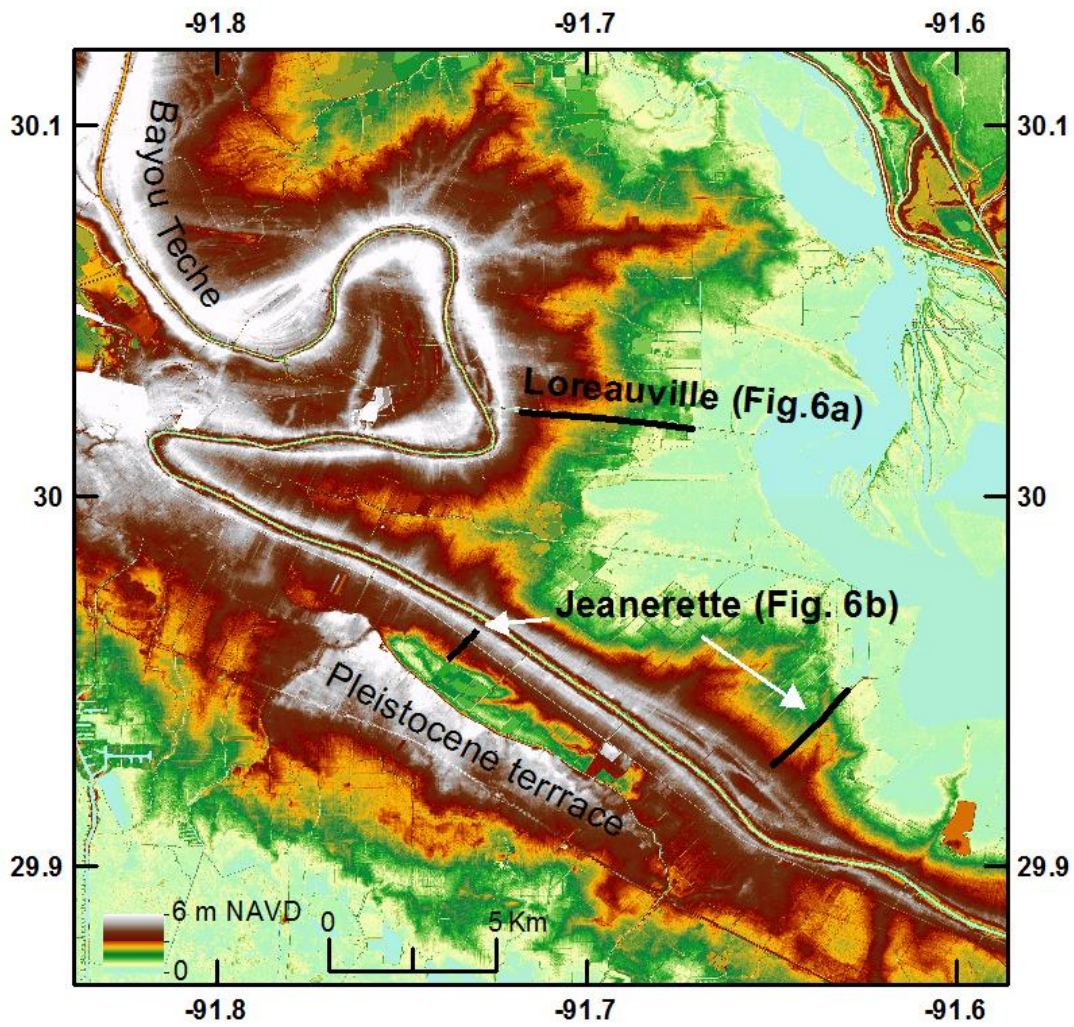 -91.8 -91.7 -91.6
30.1 30.1
Bayou Teche
Loreauville (Fig.6a)
30 30
Jeanerette (Fig. 6b)
Pleistocene terrrace
29.9 29.9
6 m NAVD
0 5 Km
0
-91.8 -91.7 -91.6